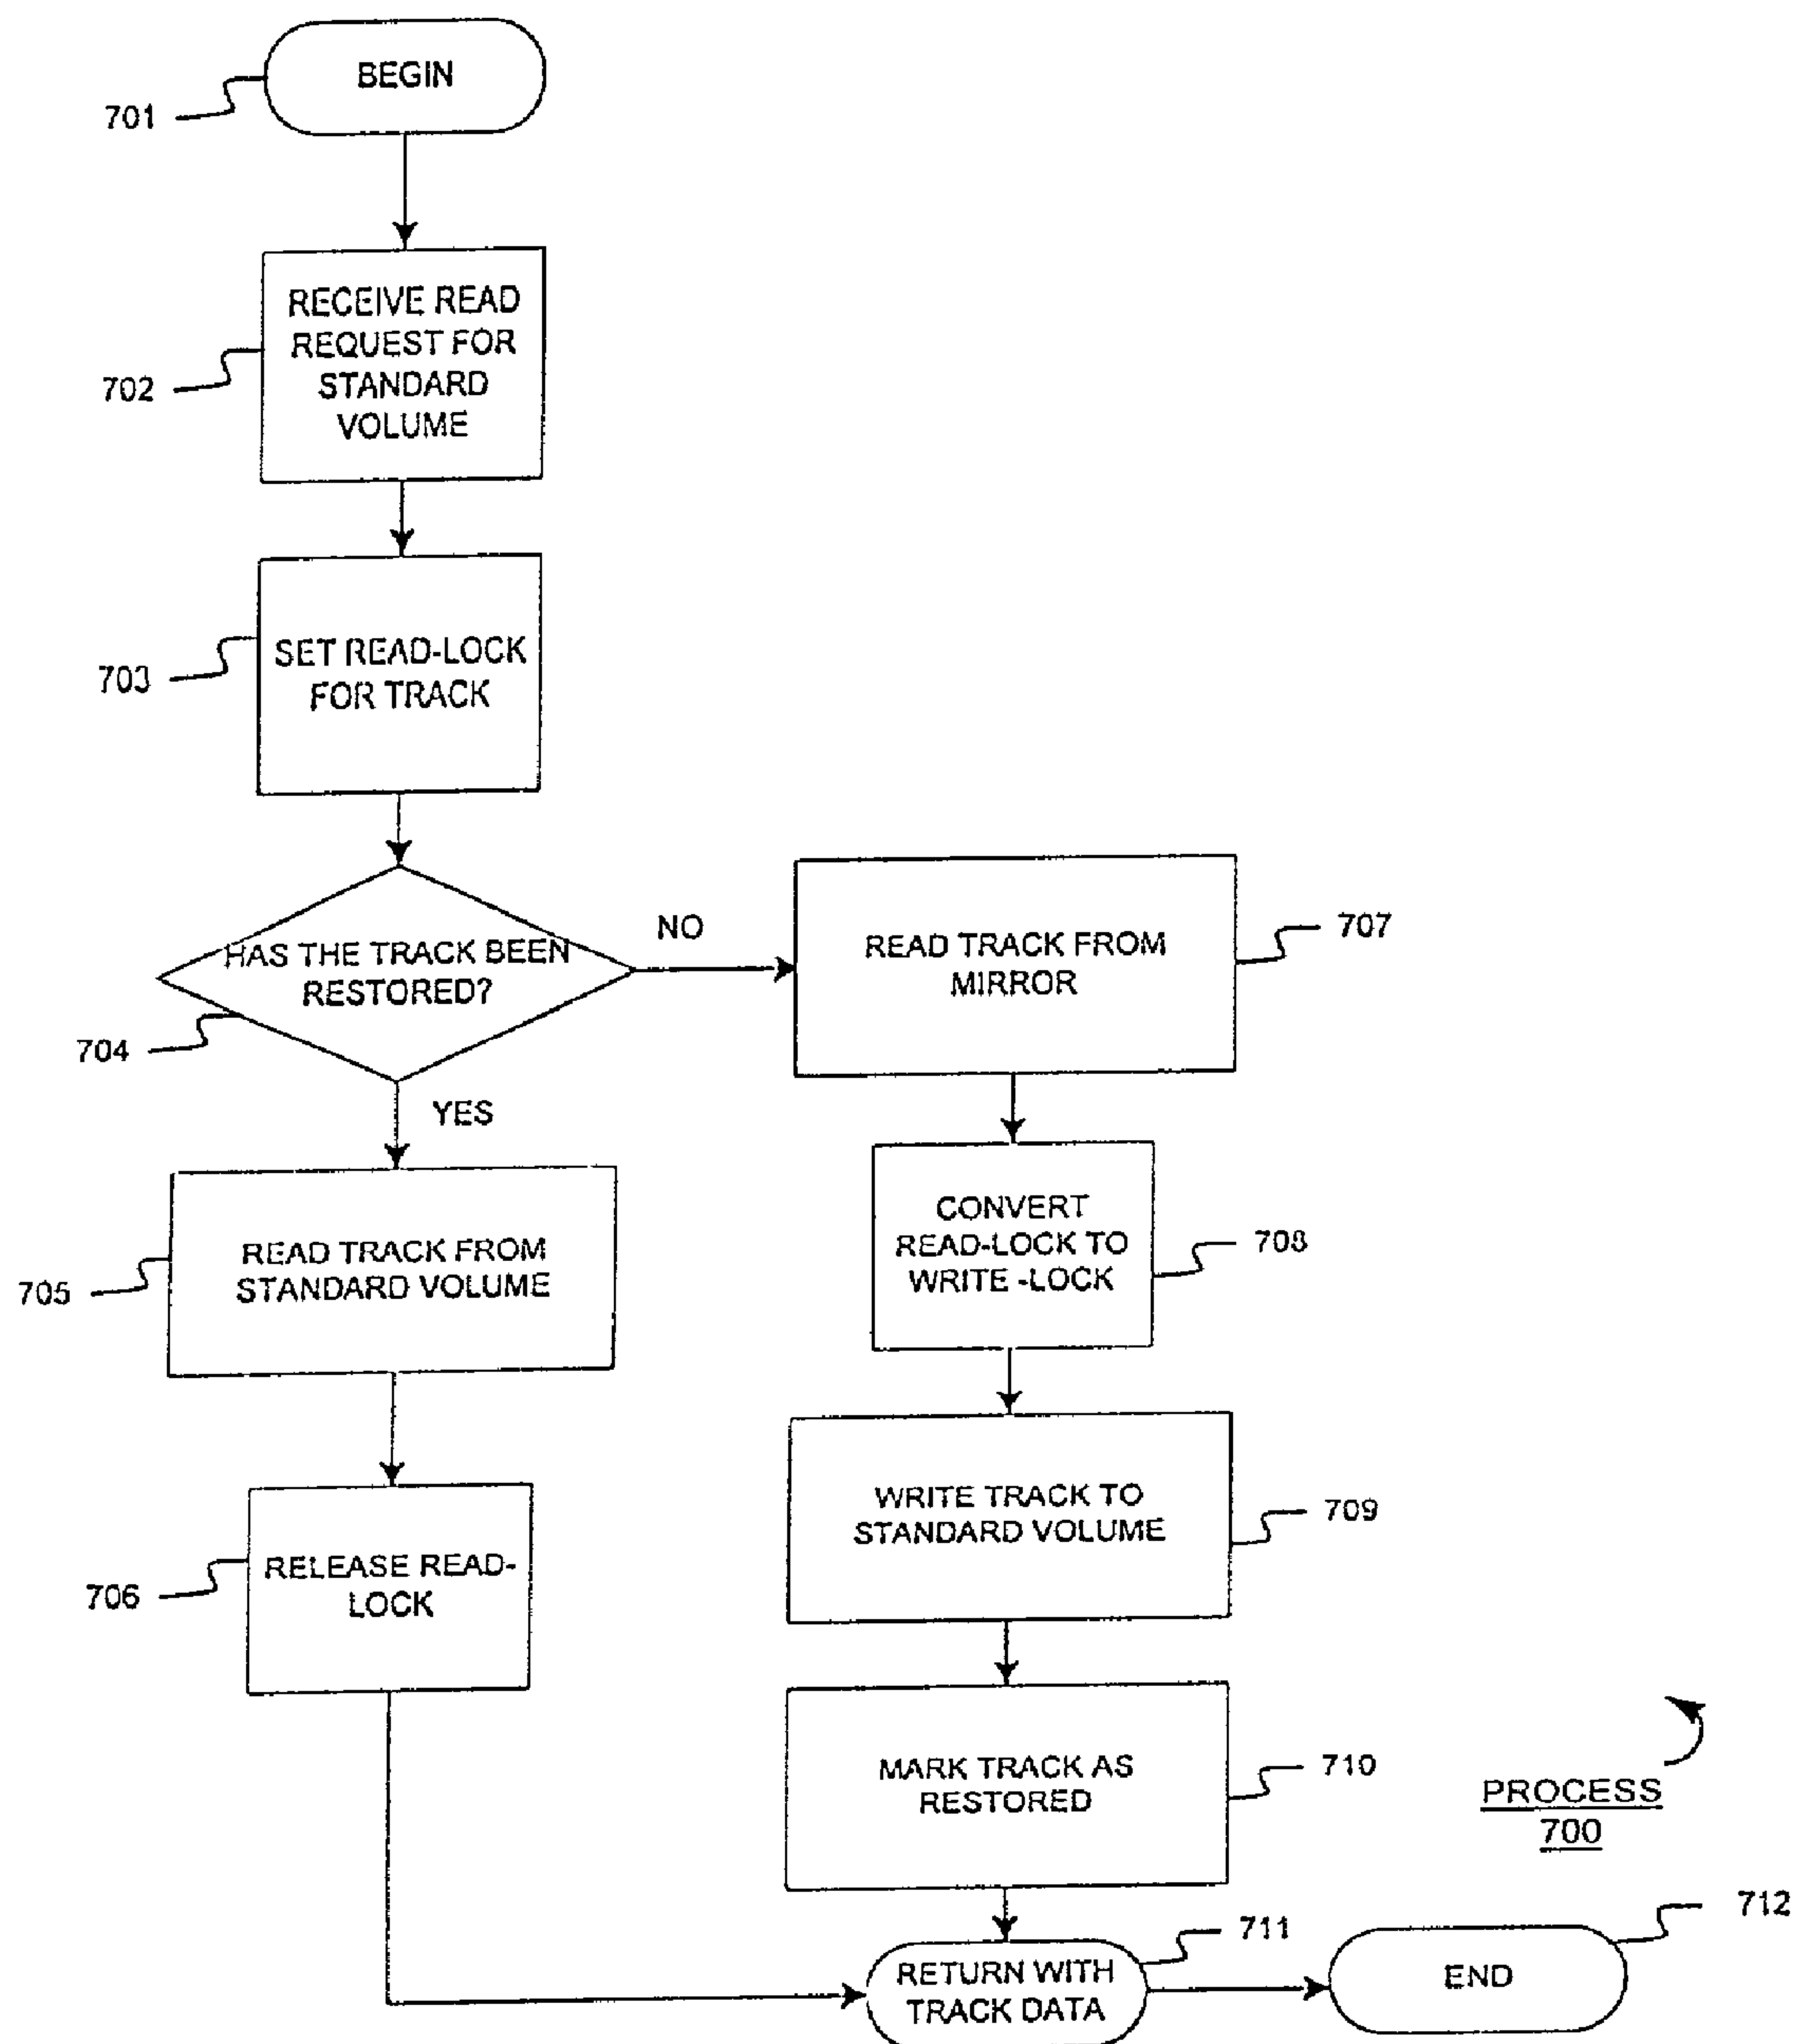 BEGIN
701
RECEIVE READ
REQUEST FOR
STANDARD
VOLUME
702
SET READ-LOCK
FOR TRACK
703
HAS THE TRACK BEEN
RESTORED?
704
NO
YES
READ TRACK FROM
STANDARD VOLUME
705
RELEASE READ-
LOCK
706
READ TRACK FROM
MIRROR
707
CONVERT
READ-LOCK TO
WRITE -LOCK
708
WRITE TRACK TO
STANDARD VOLUME
709
MARK TRACK AS
RESTORED
710
PROCESS
700
RETURN WITH
TRACK DATA
711
END
712